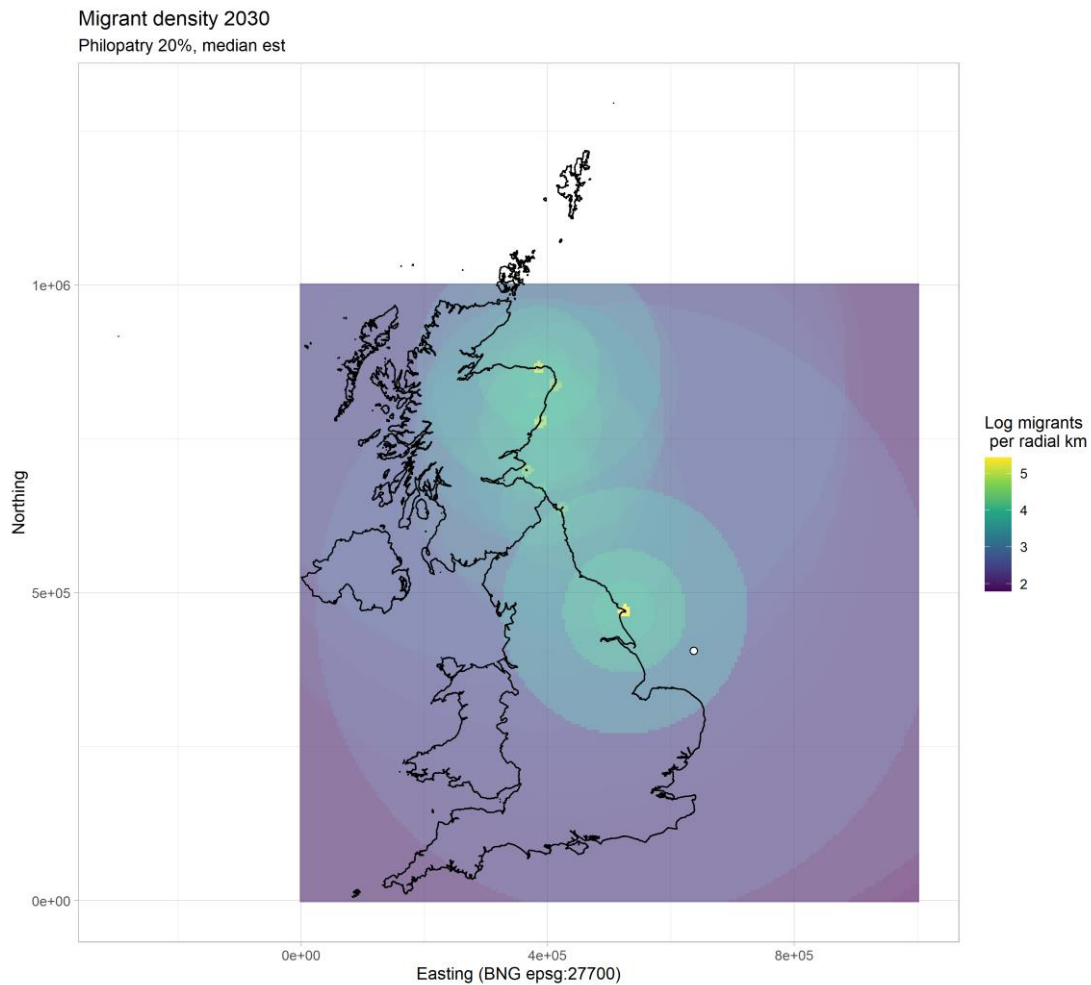 Migrant density 2030
Philopatry 20%, median est
1e+06
5e+05
0e+00
Northing
0e+00
4e+05
8e+05
Easting (BNG epsg:27700)
Log migrants
per radial km
5
4
3
2